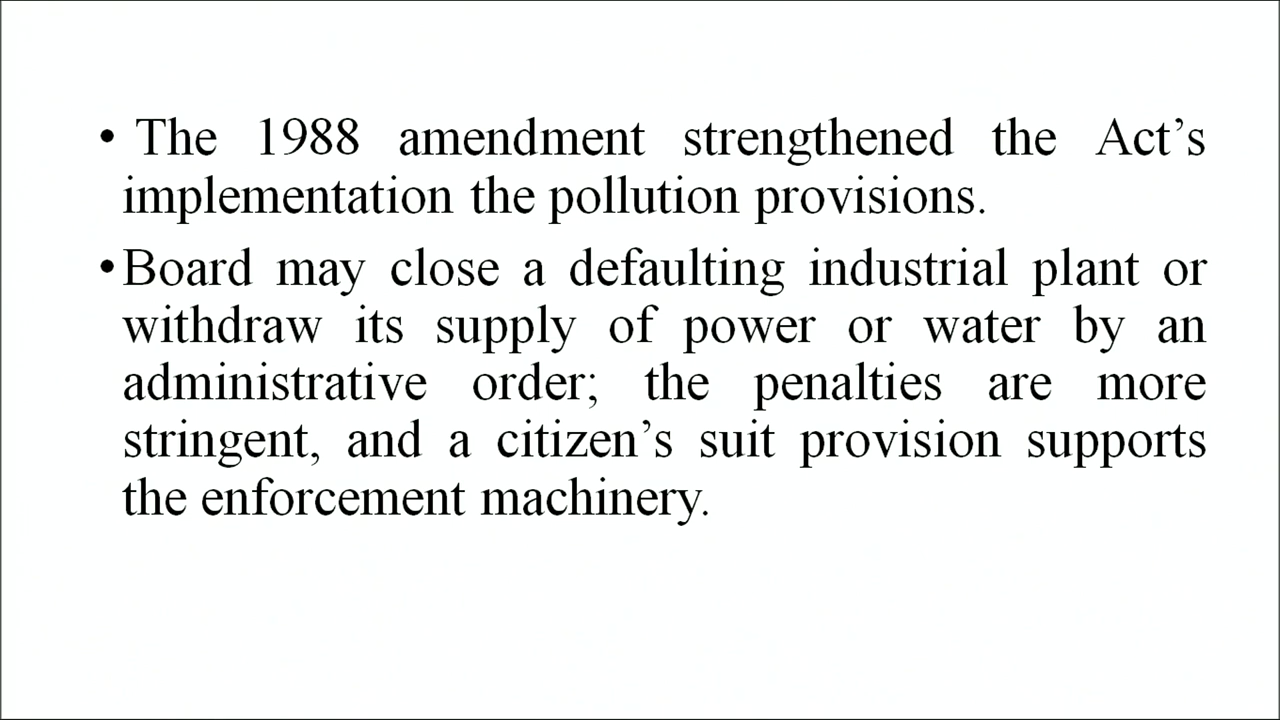 • The 1988 amendment strengthened the Act’s
implementation the pollution provisions.
•Board may close a defaulting industrial plant or
withdraw its supply of power or water by an
administrative order; the penalties are more
stringent, and a citizen’s suit provision supports
the enforcement machinery.